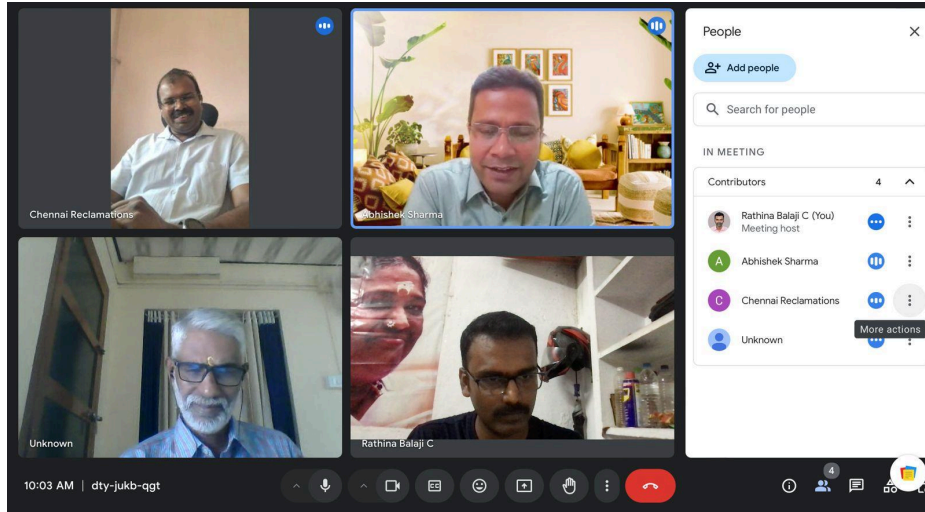 Chennai Reclamations
Abhishek Sharma
Unknown
Rathina Balaji C
People
Add people
Search for people
IN MEETING
Contributors 4
Rathina Balaji C (You)
Meeting host
A Abhishek Sharma
C Chennai Reclamations
More actions
Unknown
10:03 AM | dty-jukb-qgt
CC
4